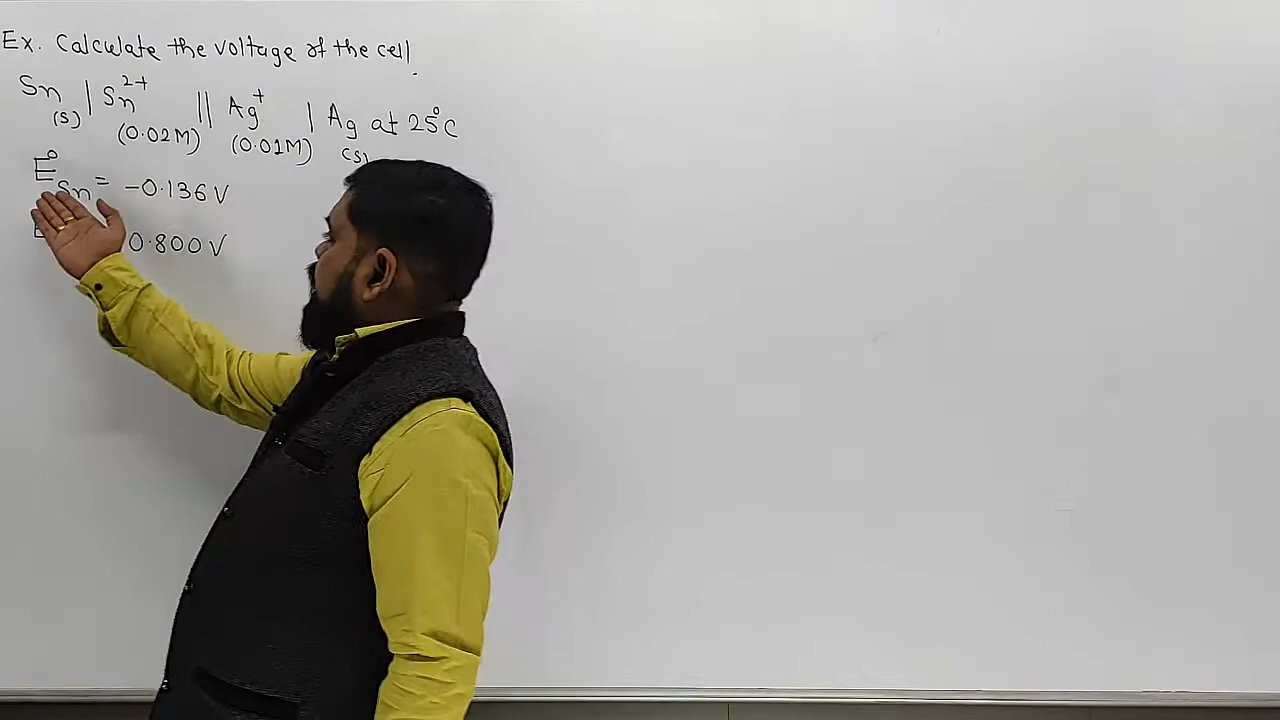 Ex. Calculate the voltage of the cell.
Sn(s) | Sn²⁺ (0.02M) || Ag⁺ (0.01M) | Ag(s) at 25°C
E°Sn = -0.136 V
0.800 V